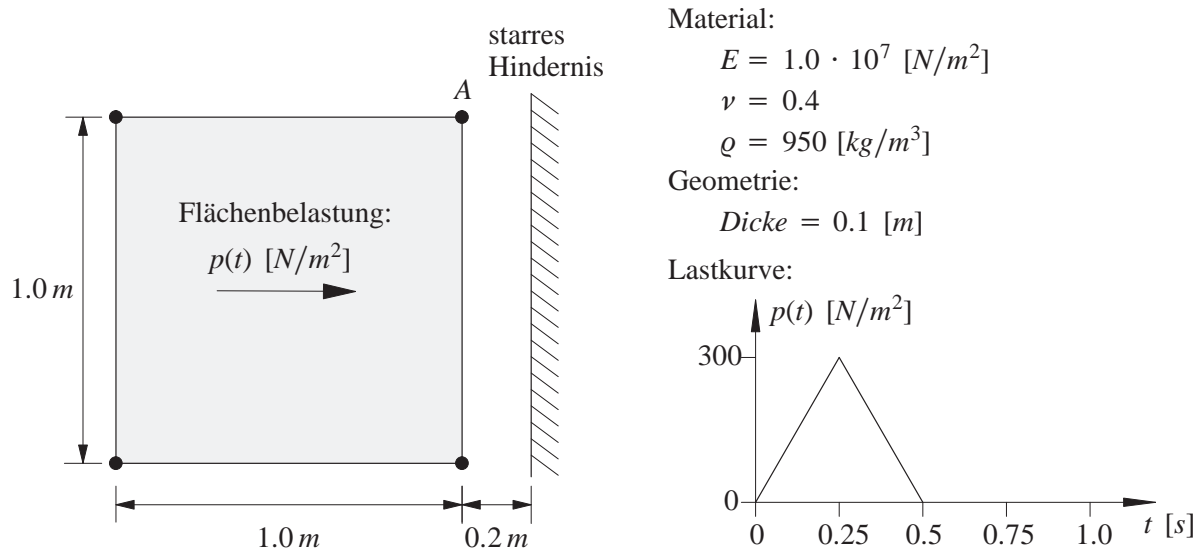 starres
Hindernis
A
Flächenbelastung:
p(t) [N/m²]
1.0 m
1.0 m
0.2 m
Material:
E = 1.0 · 10⁷ [N/m²]
ν = 0.4
ϱ = 950 [kg/m³]
Geometrie:
Dicke = 0.1 [m]
Lastkurve:
p(t) [N/m²]
300
0
0 0.25 0.5 0.75 1.0 t [s]